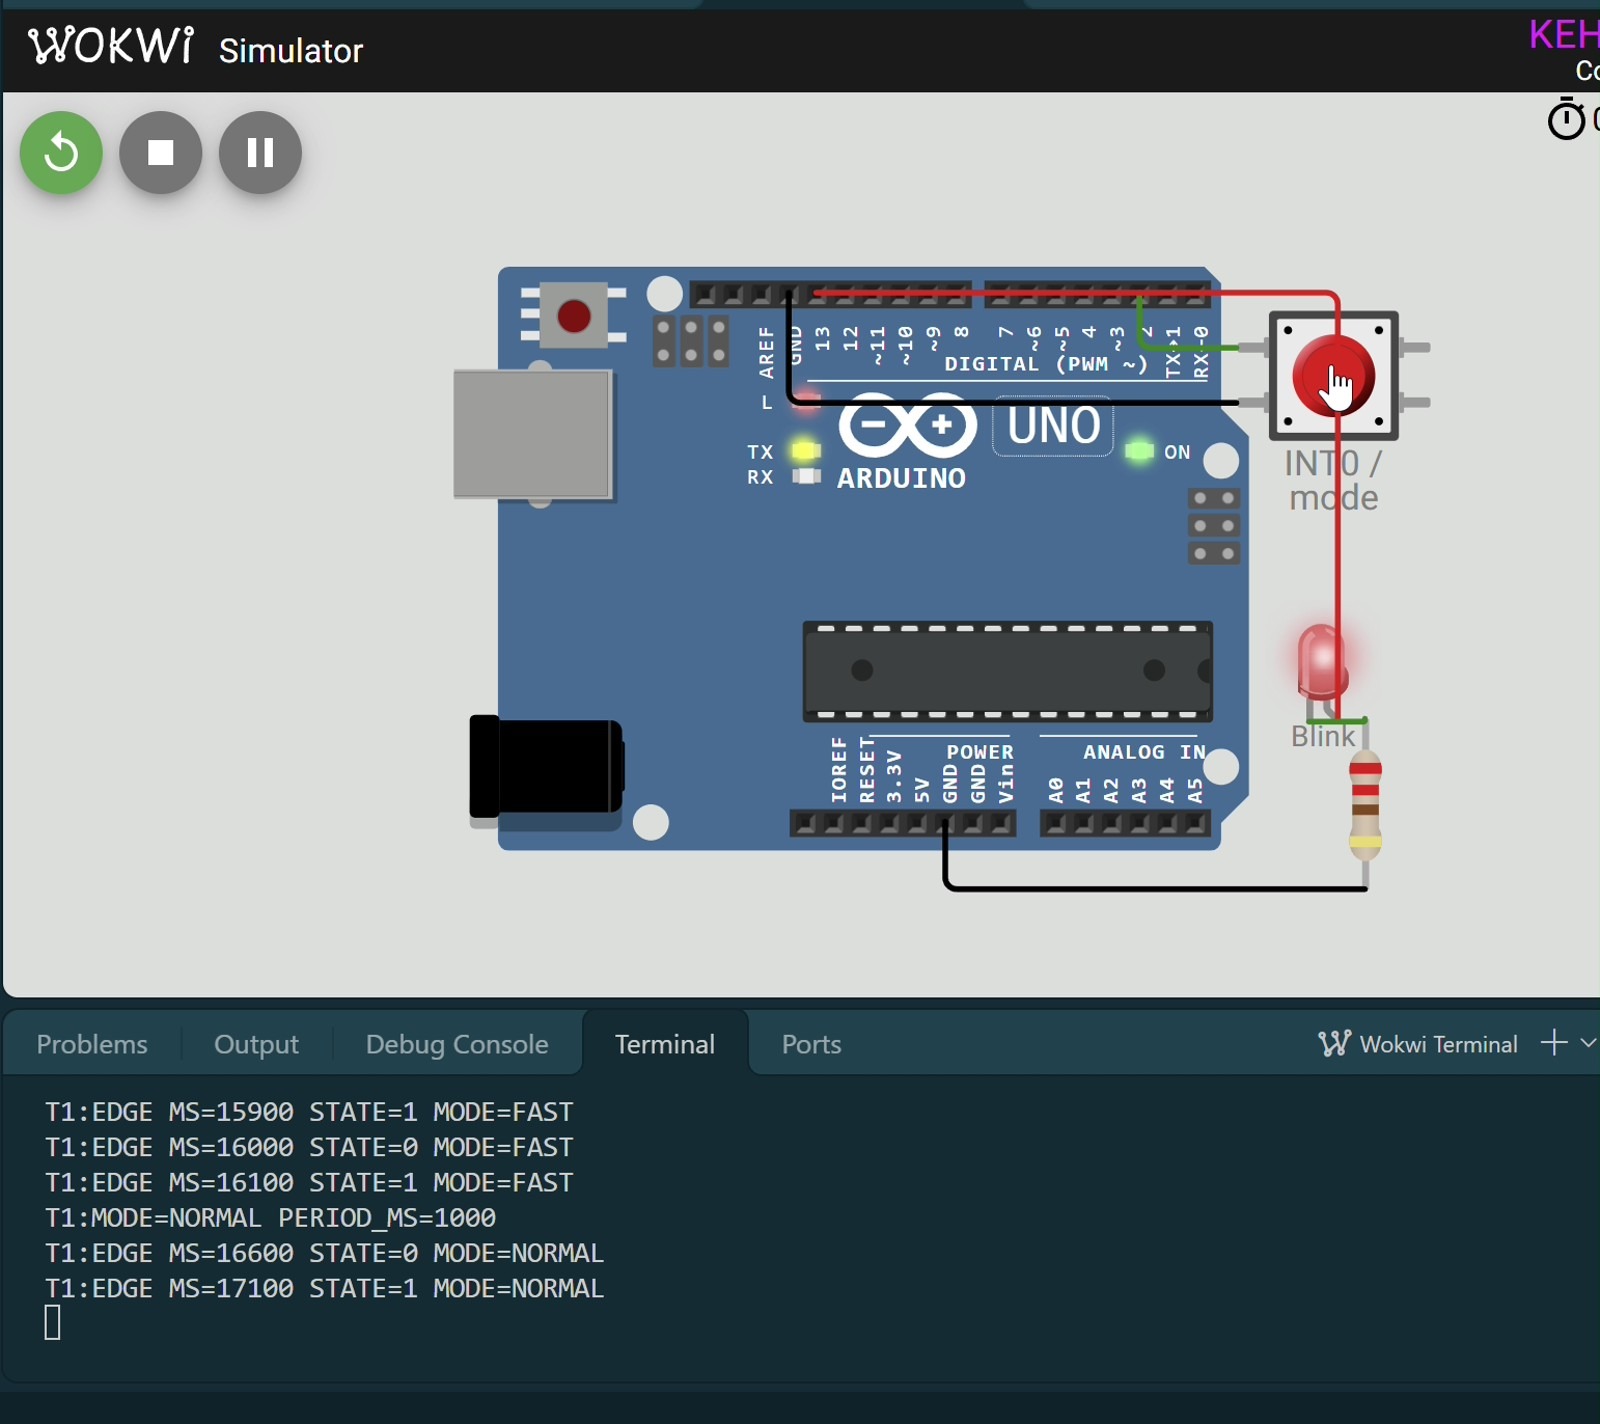 WOKWi Simulator
KEH
AREF
GND
13
12
~11
~10
~9
8
7
~6
~5
4
~3
2
TX→1
DIGITAL (PWM ~)
L
TX
RX
UNO
ON
ARDUINO
INT0 /
mode
Blink
IOREF
RESET
3.3V
5V
GND
GND
Vin
POWER
ANALOG IN
A0
A1
A2
A3
A4
A5
Problems Output Debug Console Terminal Ports Wokwi Terminal
T1:EDGE MS=15900 STATE=1 MODE=FAST
T1:EDGE MS=16000 STATE=0 MODE=FAST
T1:EDGE MS=16100 STATE=1 MODE=FAST
T1:MODE=NORMAL PERIOD_MS=1000
T1:EDGE MS=16600 STATE=0 MODE=NORMAL
T1:EDGE MS=17100 STATE=1 MODE=NORMAL